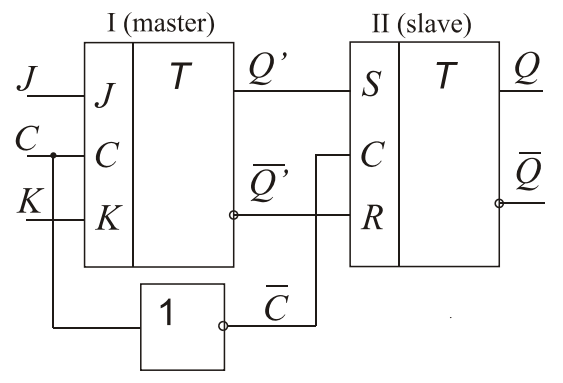 I (master) II (slave)
J J T Q’ S T Q
C C Q̅’ C Q̅
K K R
1 C̅